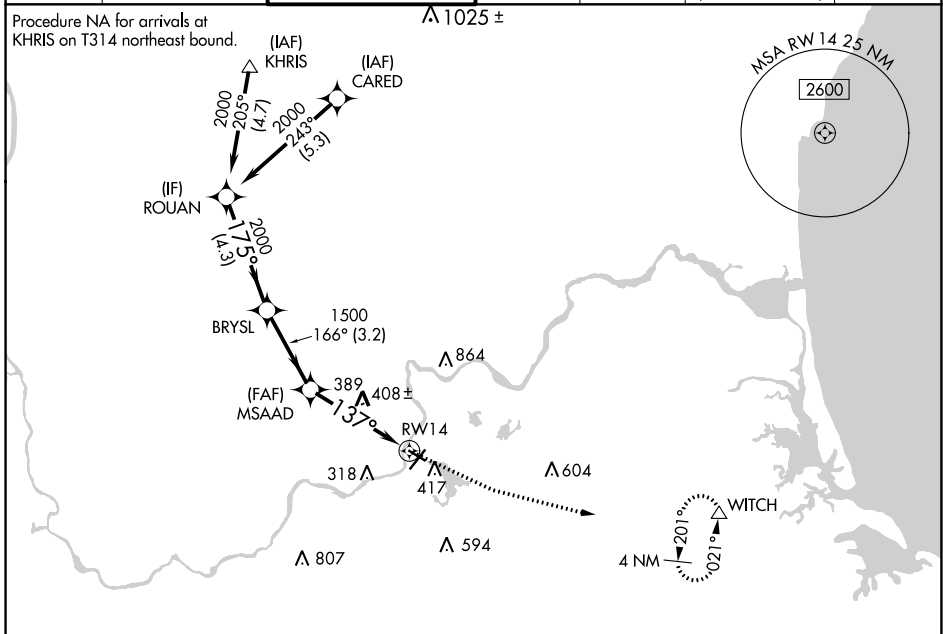 Procedure NA for arrivals at
KHRIS on T314 northeast bound.
1025 ±
(IAF)
KHRIS
(IAF)
CARED
MSA RW 14 25 NM
2600
2000
205°
(4.7)
2000
243°
(5.3)
(IF)
ROUAN
2000
175°
(4.3)
BRYSL
1500
166° (3.2)
864
(FAF)
MSAAD
389
408 ±
137°
RW14
318
417
604
WITCH
201°
021°
4 NM
807
594